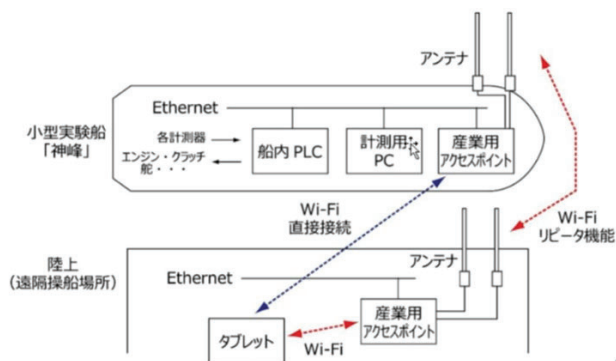 アンテナ
Ethernet
小型実験船
「神峰」
各計測器
エンジン・クラッチ
舵・・・
船内 PLC
計測用
PC
産業用
アクセスポイント
Wi-Fi
直接接続
Wi-Fi
リピータ機能
陸上
(遠隔操船場所)
アンテナ
Ethernet
産業用
アクセスポイント
タブレット
Wi-Fi